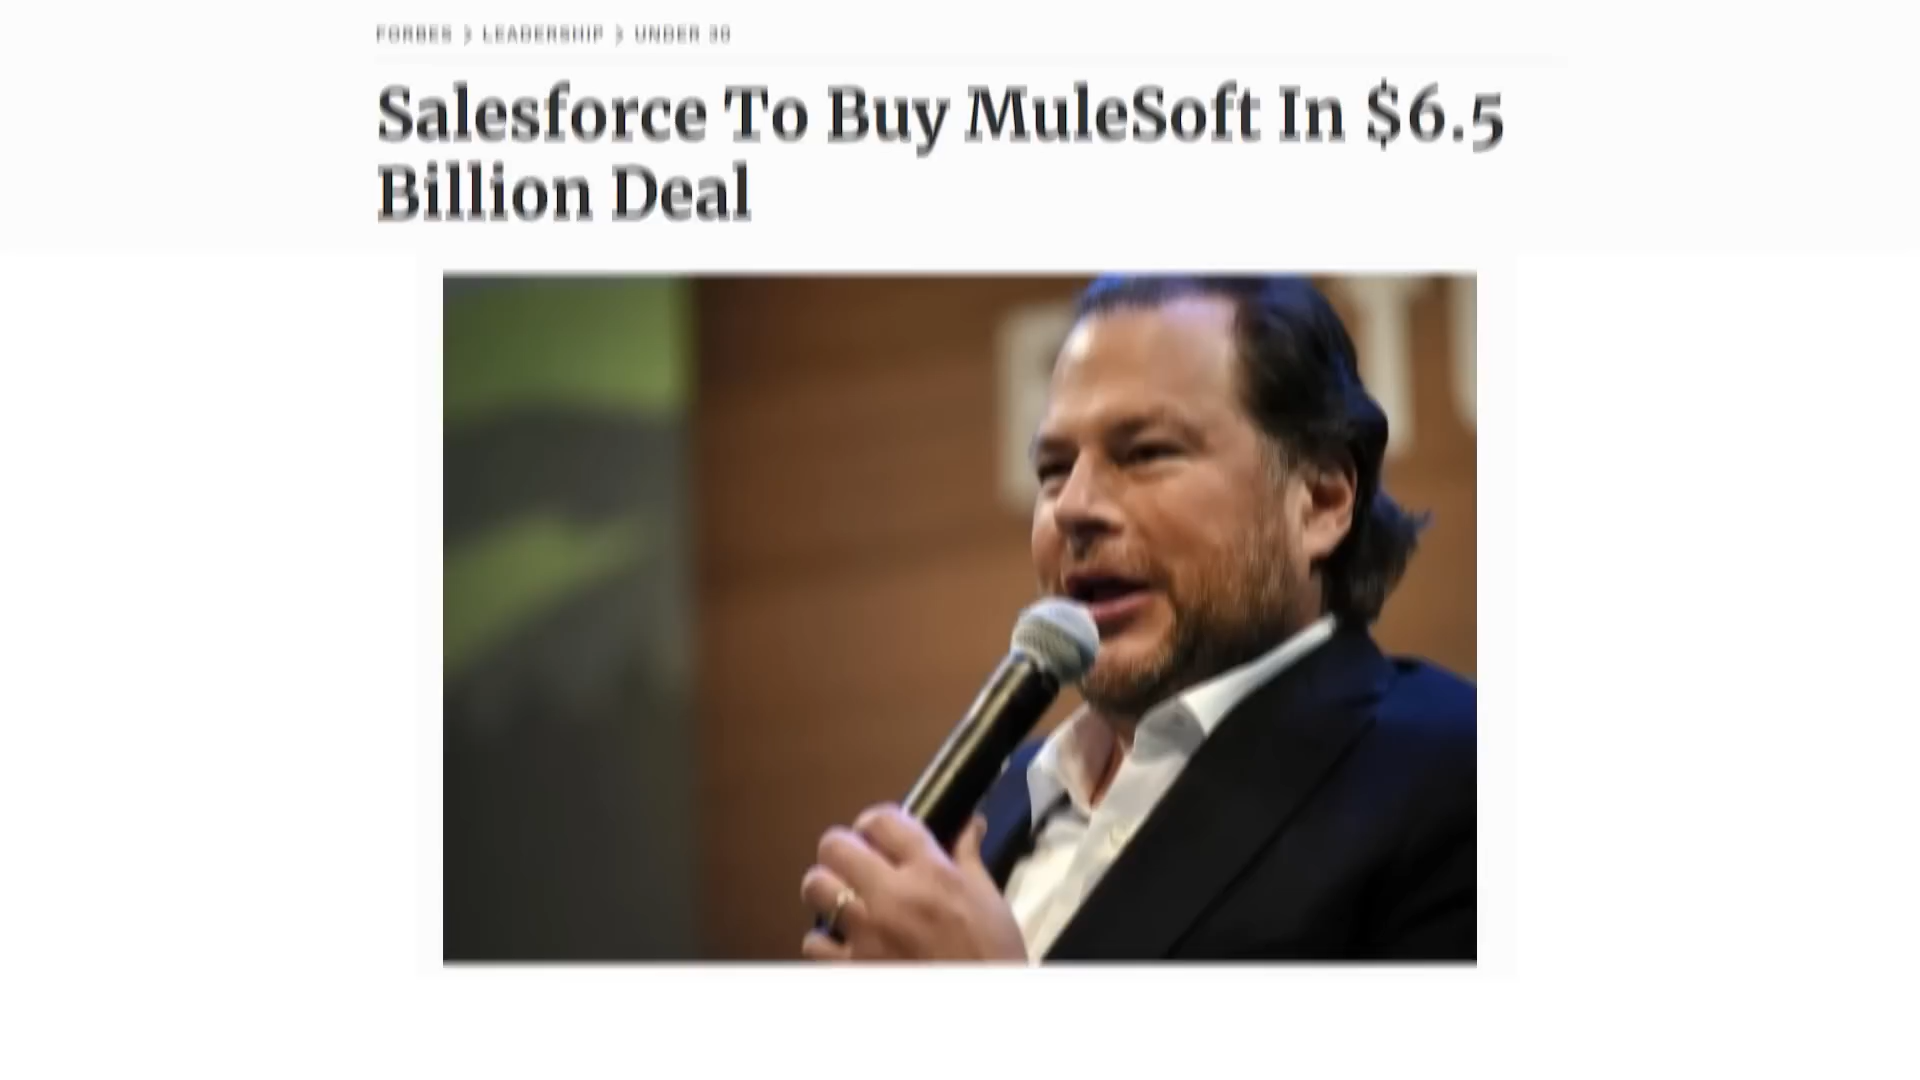 FORBES > LEADERSHIP > UNDER 30
Salesforce To Buy MuleSoft In $6.5
Billion Deal